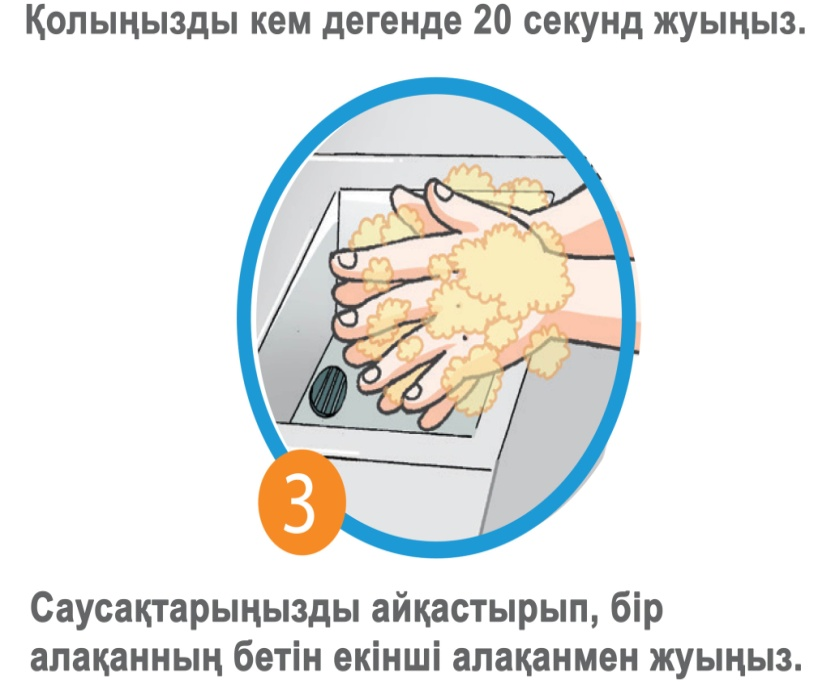 Қолыңызды кем дегенде 20 секунд жуыңыз.
3
Саусақтарыңызды айқастырып, бір
алақанның бетін екінші алақанмен жуыңыз.